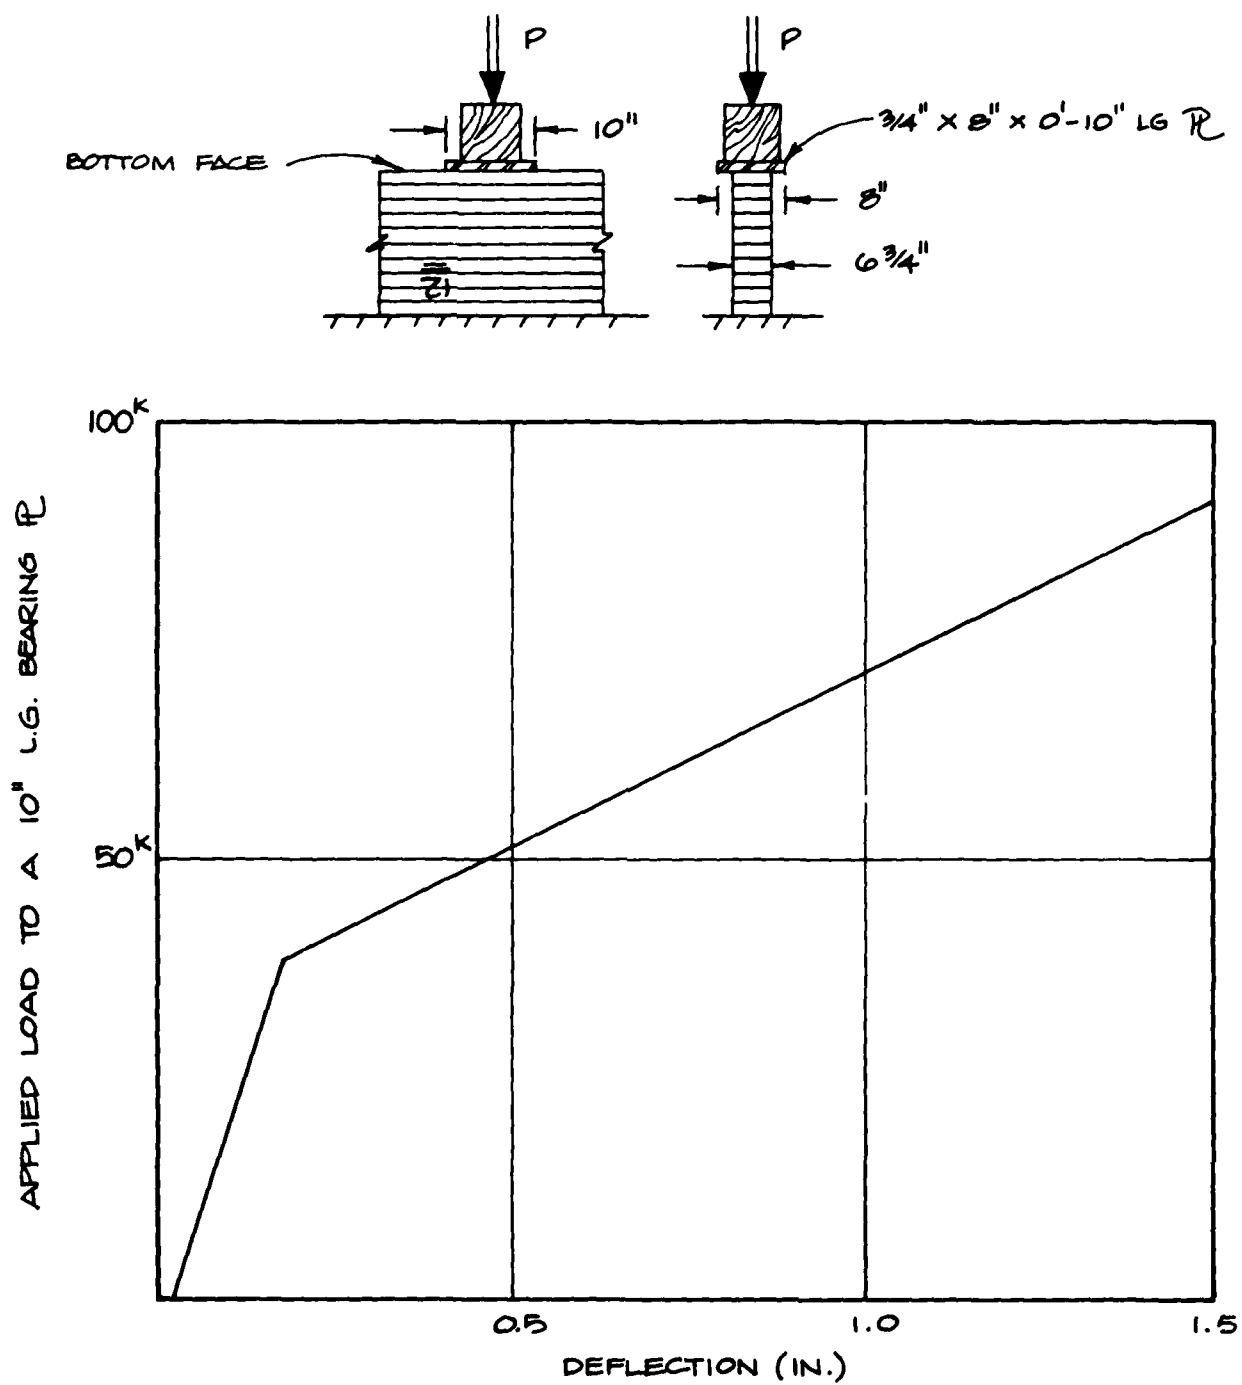 P
P
10"
3/4" X 8" X 0'-10" LG PL
BOTTOM FACE
8"
6 3/4"
100K
50K
APPLIED LOAD TO A 10" L.G. BEARING PL
0.5
1.0
1.5
DEFLECTION (IN.)